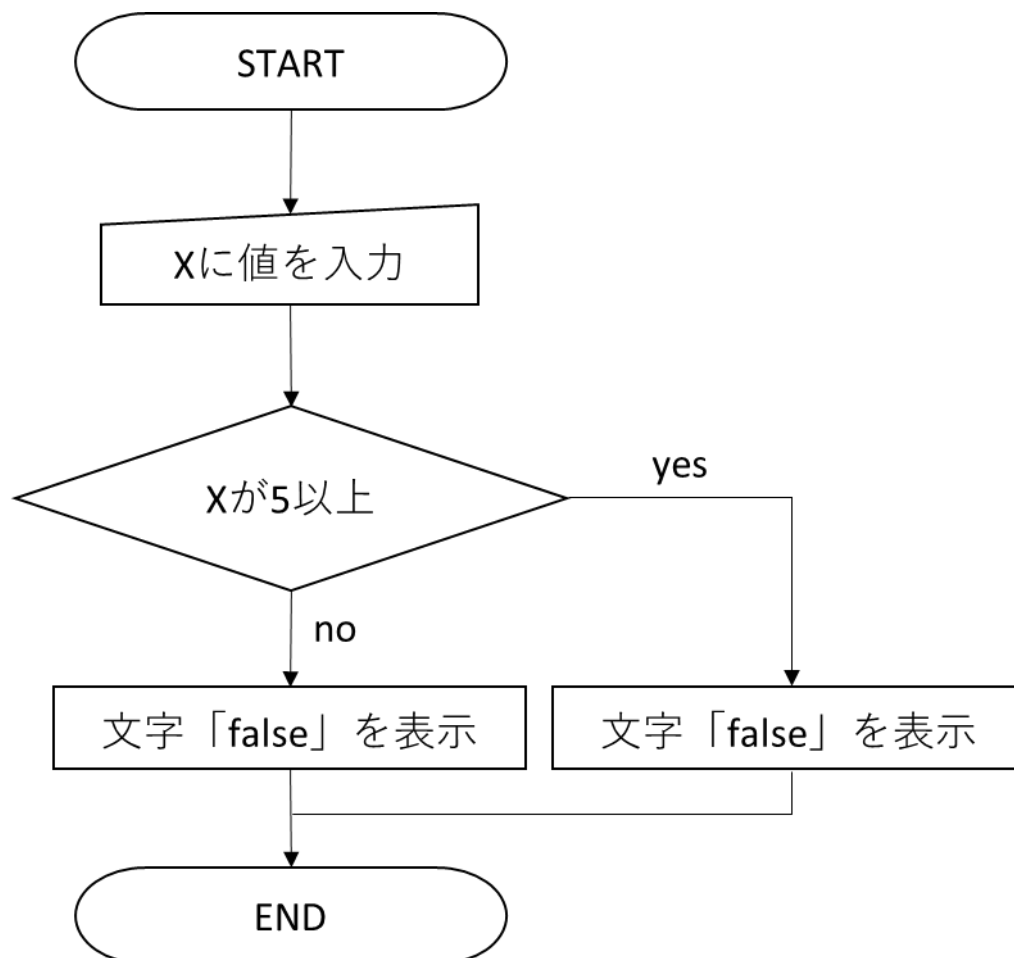 START
Xに値を入力
Xが5以上
yes
no
文字「false」を表示
文字「false」を表示
END